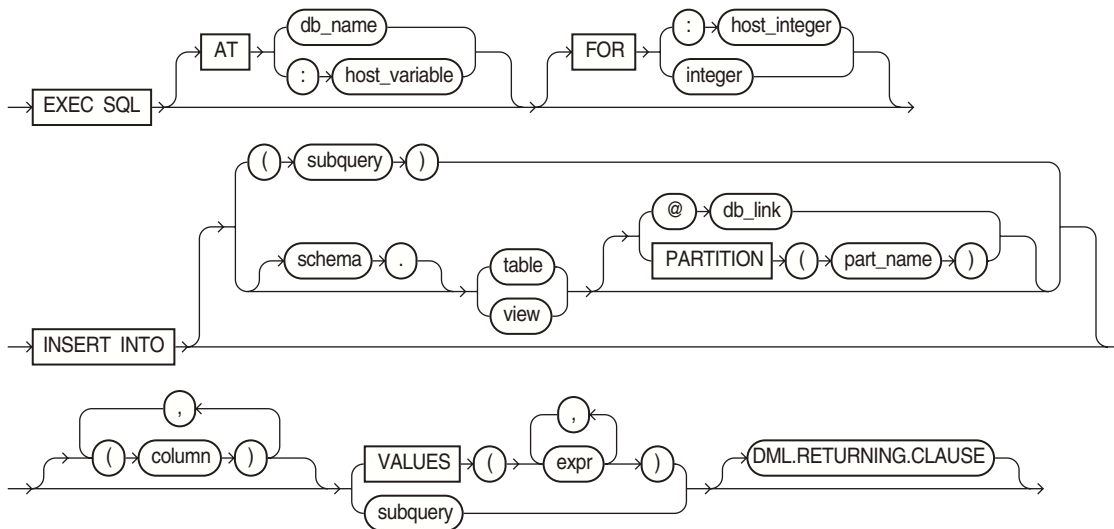 db_name : host_integer
AT FOR
: host_variable integer
EXEC SQL
( subquery )
@ db_link
schema . table PARTITION ( part_name )
view
INSERT INTO
, ,
( column ) VALUES ( expr ) DML.RETURNING.CLAUSE
subquery